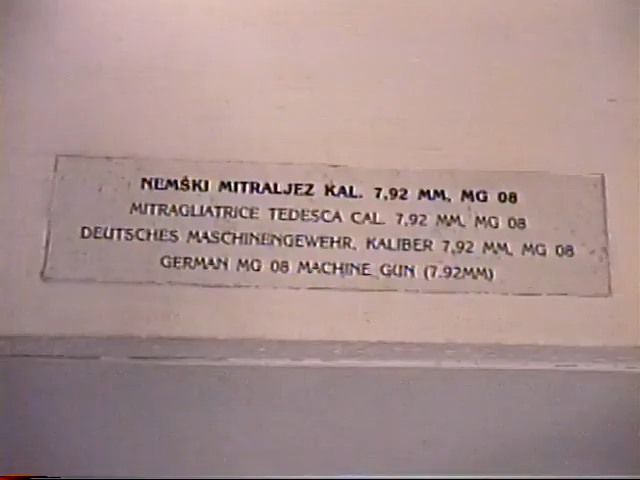 NEMŠKI MITRALJEZ KAL. 7,92 MM, MG 08
MITRAGLIATRICE TEDESCA CAL. 7,92 MM, MG 08
DEUTSCHES MASCHINENGEWEHR, KALIBER 7,92 MM, MG 08
GERMAN MG 08 MACHINE GUN (7.92MM)